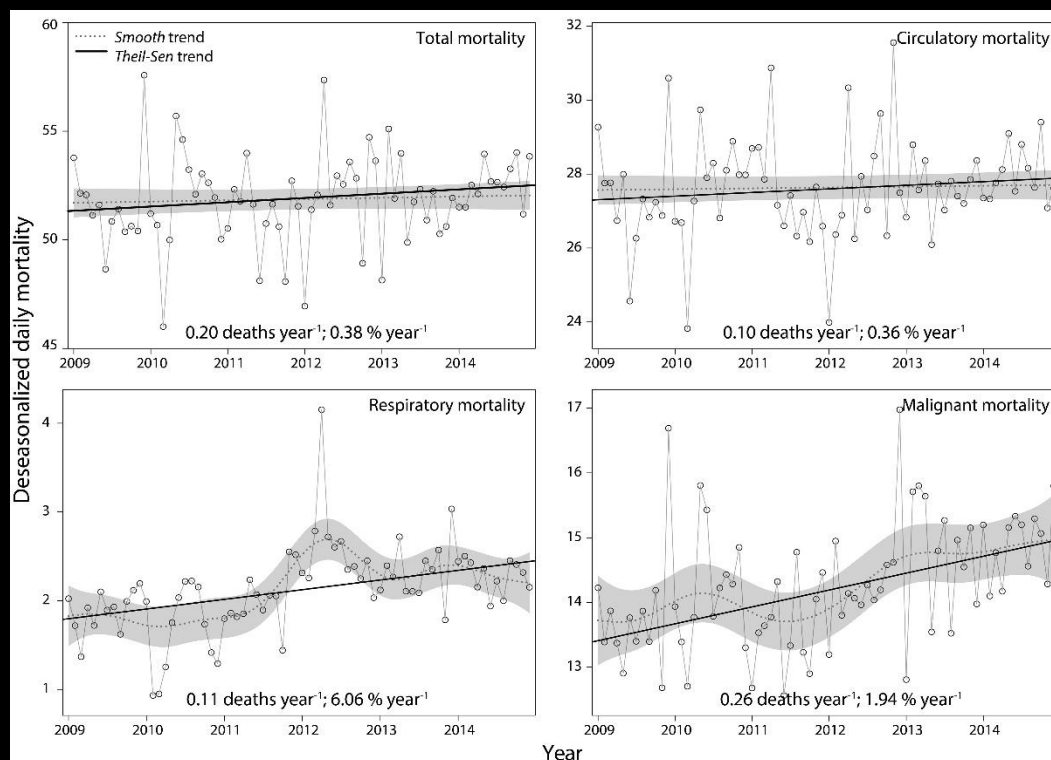 Deseasonalized daily mortality
60
55
50
45
Smooth trend
Theil-Sen trend
Total mortality
0.20 deaths year⁻¹; 0.38 % year⁻¹
2009 2010 2011 2012 2013 2014
32
30
28
26
24
Circulatory mortality
0.10 deaths year⁻¹; 0.36 % year⁻¹
2009 2010 2011 2012 2013 2014
4
3
2
1
Respiratory mortality
0.11 deaths year⁻¹; 6.06 % year⁻¹
2009 2010 2011 2012 2013 2014
17
16
15
14
13
Malignant mortality
0.26 deaths year⁻¹; 1.94 % year⁻¹
2009 2010 2011 2012 2013 2014
Year